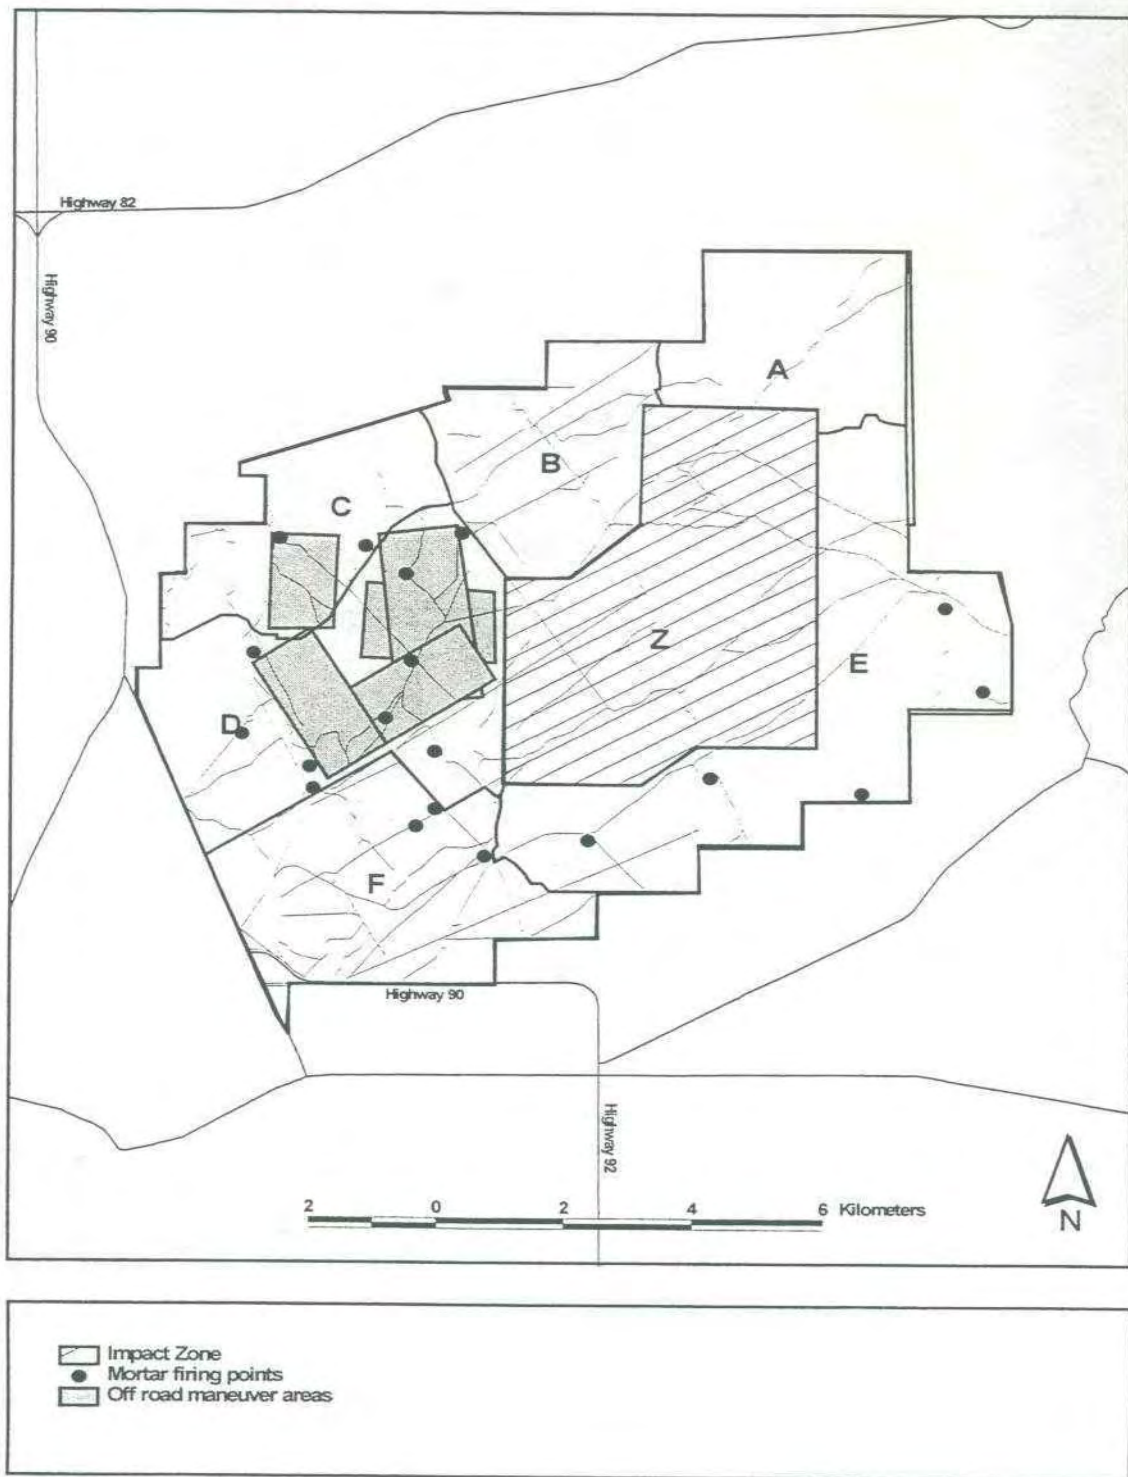 Highway 82
Highway 90
A
B
C
Z
E
D
F
Highway 90
Highway 92
2 0 2 4 6 Kilometers
N
Impact Zone
Mortar firing points
Off road maneuver areas